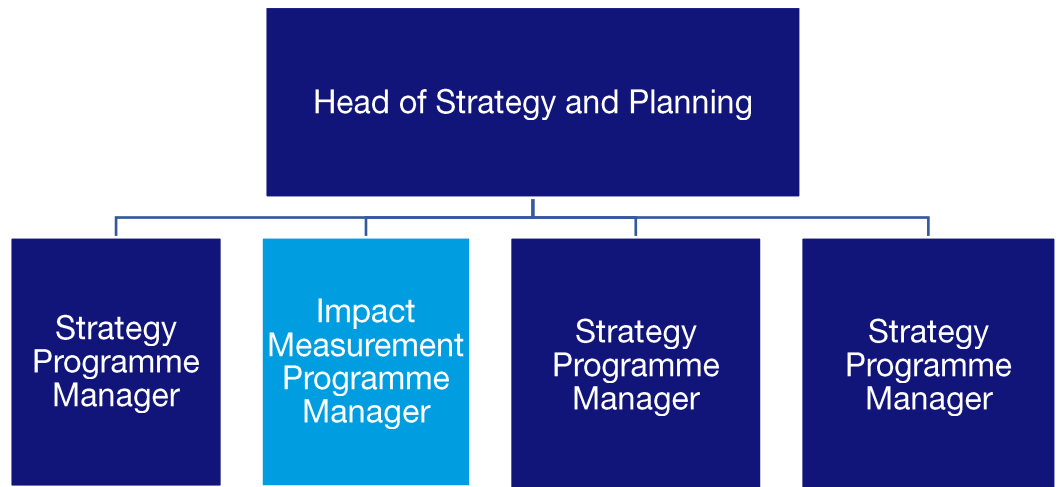 Head of Strategy and Planning
Strategy
Programme
Manager
Impact
Measurement
Programme
Manager
Strategy
Programme
Manager
Strategy
Programme
Manager